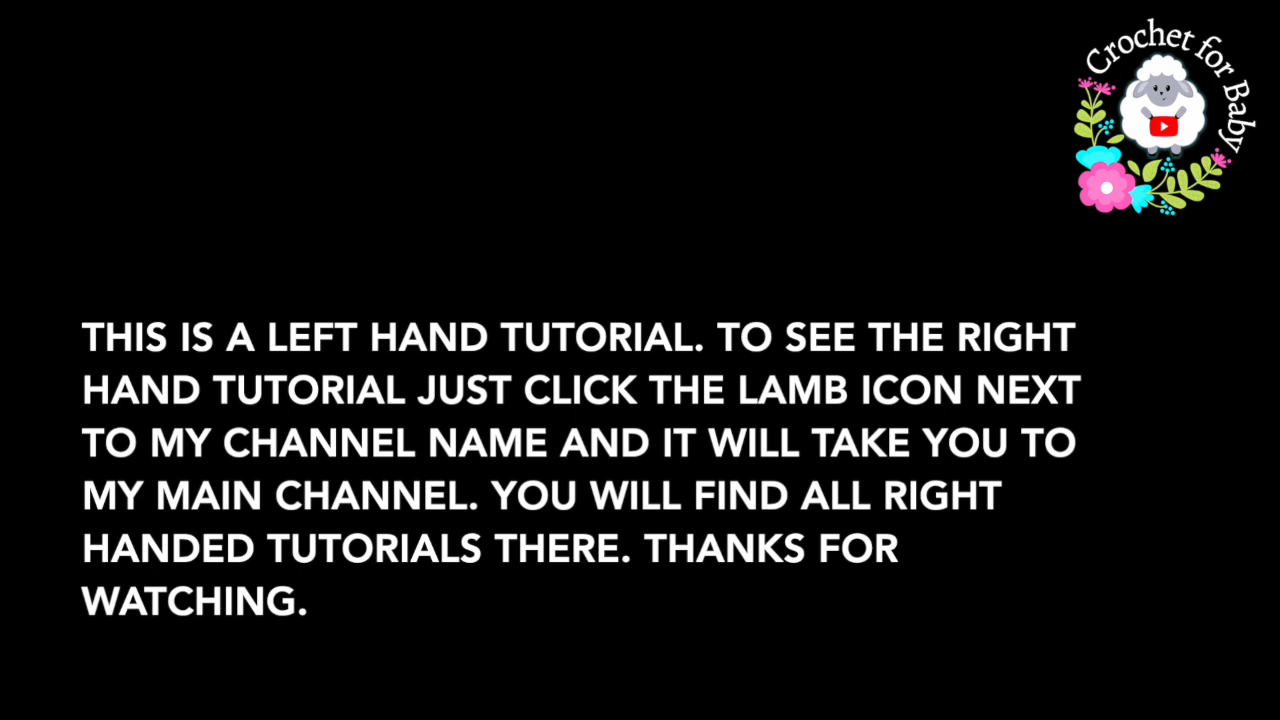 Crochet for Baby
THIS IS A LEFT HAND TUTORIAL. TO SEE THE RIGHT
HAND TUTORIAL JUST CLICK THE LAMB ICON NEXT
TO MY CHANNEL NAME AND IT WILL TAKE YOU TO
MY MAIN CHANNEL. YOU WILL FIND ALL RIGHT
HANDED TUTORIALS THERE. THANKS FOR
WATCHING.